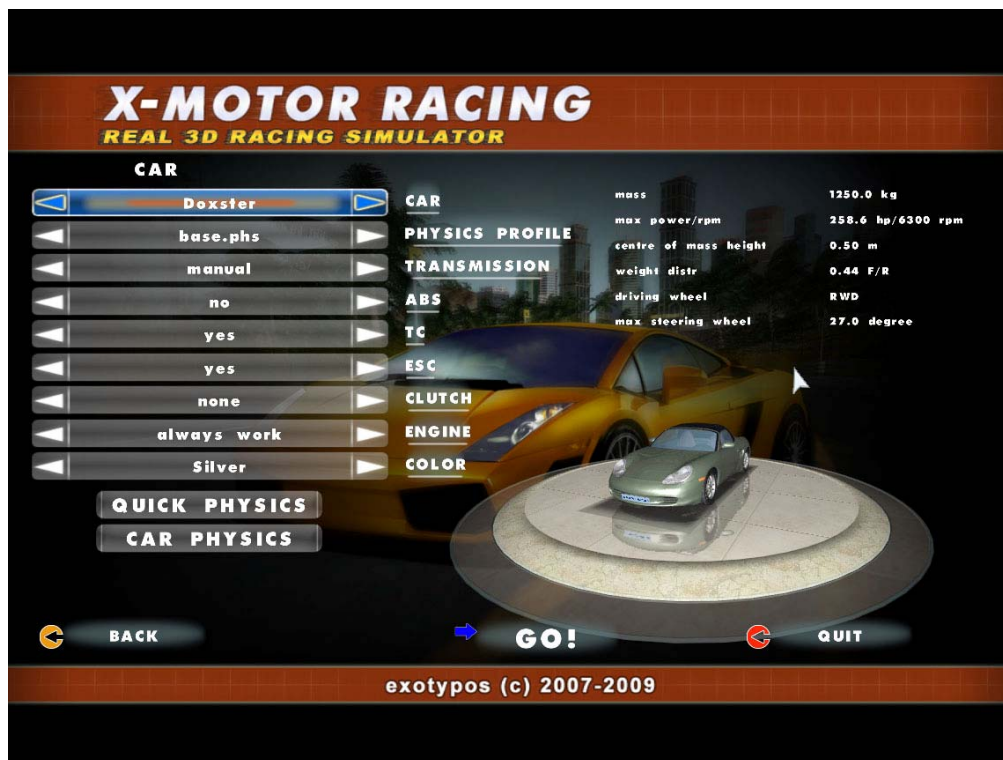 X-MOTOR RACING
REAL 3D RACING SIMULATOR
CAR
Doxster CAR
base.phs PHYSICS PROFILE
manual TRANSMISSION
no ABS
yes TC
yes ESC
none CLUTCH
always work ENGINE
Silver COLOR
QUICK PHYSICS
CAR PHYSICS
mass 1250.0 kg
max power/rpm 258.6 hp/6300 rpm
centre of mass height 0.50 m
weight distr 0.44 F/R
driving wheel RWD
max steering wheel 27.0 degree
BACK GO! QUIT
exotypos (c) 2007-2009